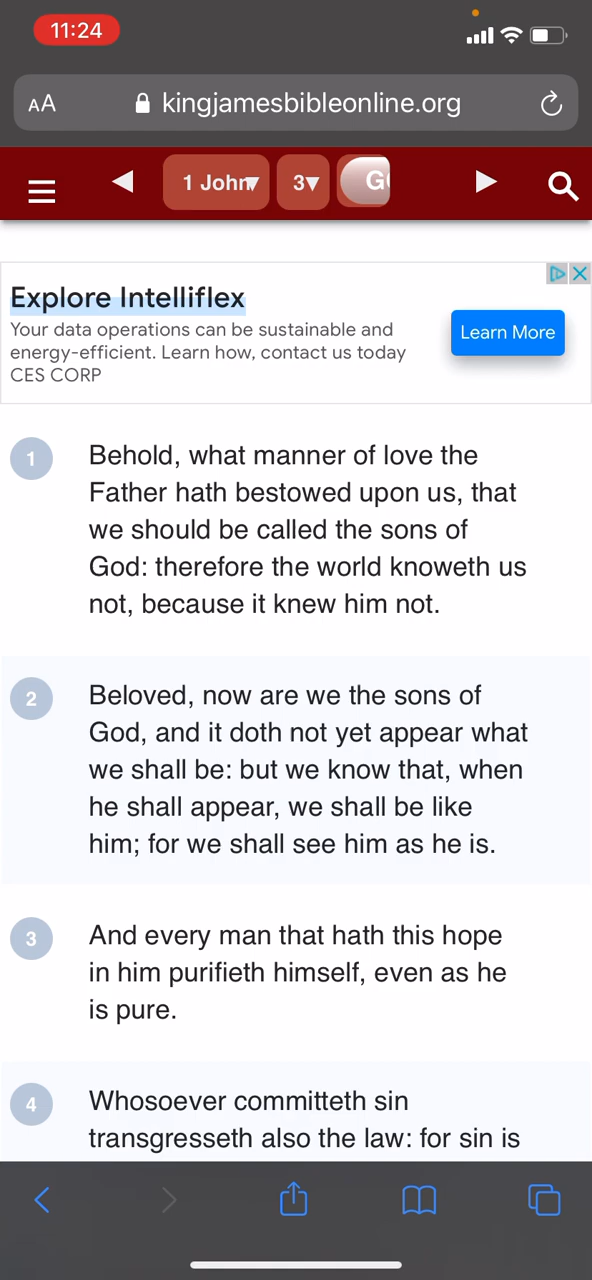 11:24
AA kingjamesbibleonline.org
1 John 3
Explore Intelliflex
Your data operations can be sustainable and
energy-efficient. Learn how, contact us today
CES CORP
Learn More
1 Behold, what manner of love the
Father hath bestowed upon us, that
we should be called the sons of
God: therefore the world knoweth us
not, because it knew him not.
2 Beloved, now are we the sons of
God, and it doth not yet appear what
we shall be: but we know that, when
he shall appear, we shall be like
him; for we shall see him as he is.
3 And every man that hath this hope
in him purifieth himself, even as he
is pure.
4 Whosoever committeth sin
transgresseth also the law: for sin is